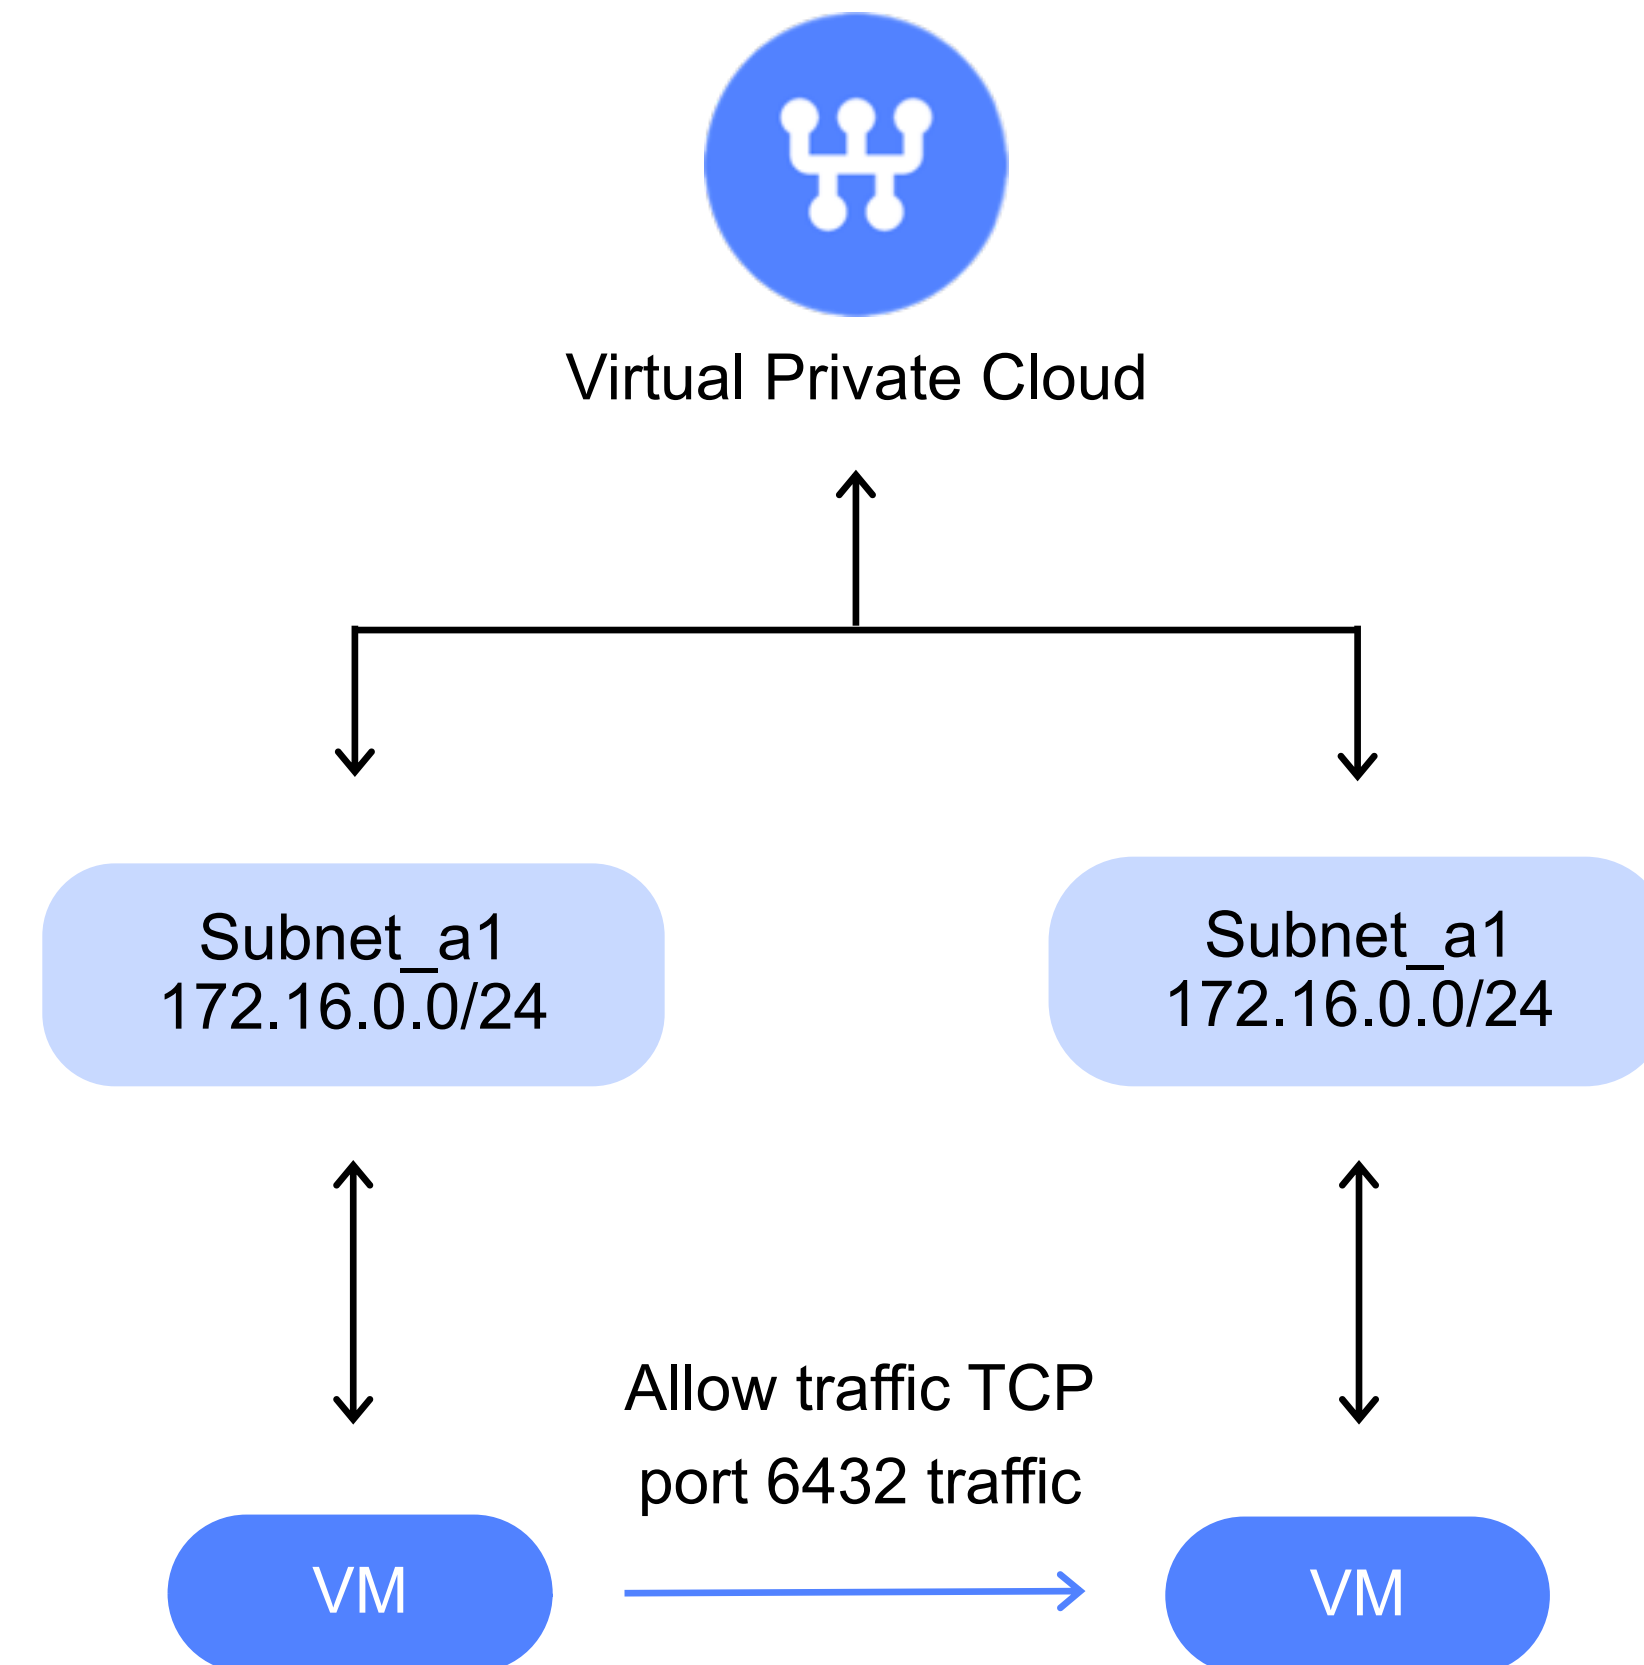 Virtual Private Cloud
Subnet_a1
172.16.0.0/24
Subnet_a1
172.16.0.0/24
Allow traffic TCP
port 6432 traffic
VM
VM